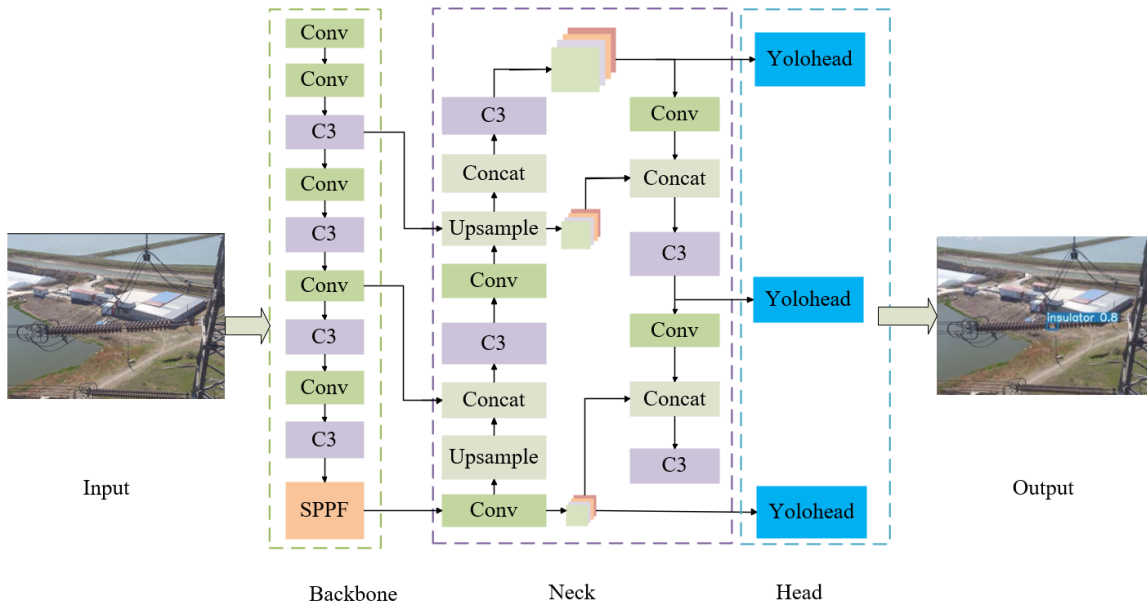 Conv
Conv
C3
Conv
C3
Conv
C3
Conv
C3
SPPF
C3
Concat
Upsample
Conv
C3
Concat
Upsample
Conv
Conv
Concat
C3
Conv
Concat
C3
Yolohead
Yolohead
Yolohead
insulator 0.8
Input
Output
Backbone
Neck
Head